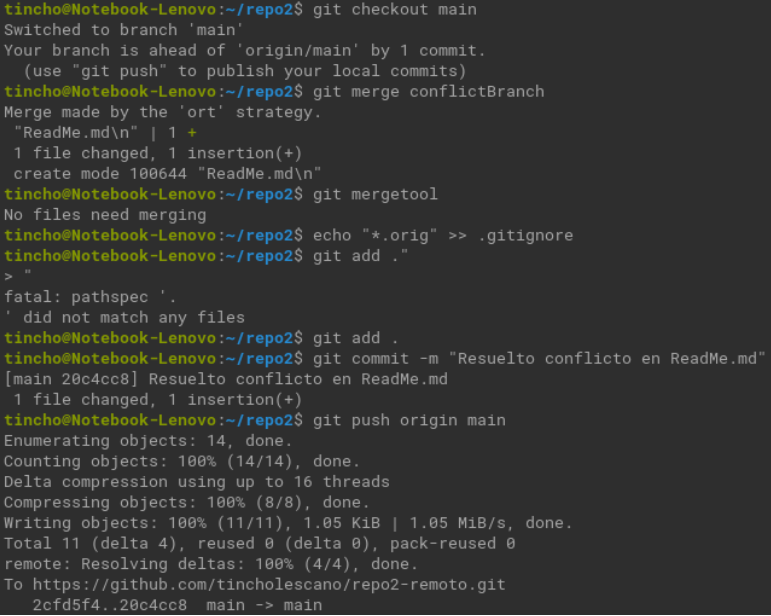 tincho@Notebook-Lenovo:~/repo2$ git checkout main
Switched to branch 'main'
Your branch is ahead of 'origin/main' by 1 commit.
  (use "git push" to publish your local commits)
tincho@Notebook-Lenovo:~/repo2$ git merge conflictBranch
Merge made by the 'ort' strategy.
 "ReadMe.md\n" | 1 +
 1 file changed, 1 insertion(+)
 create mode 100644 "ReadMe.md\n"
tincho@Notebook-Lenovo:~/repo2$ git mergetool
No files need merging
tincho@Notebook-Lenovo:~/repo2$ echo "*.orig" >> .gitignore
tincho@Notebook-Lenovo:~/repo2$ git add ."
> "
fatal: pathspec '.
' did not match any files
tincho@Notebook-Lenovo:~/repo2$ git add .
tincho@Notebook-Lenovo:~/repo2$ git commit -m "Resuelto conflicto en ReadMe.md"
[main 20c4cc8] Resuelto conflicto en ReadMe.md
 1 file changed, 1 insertion(+)
tincho@Notebook-Lenovo:~/repo2$ git push origin main
Enumerating objects: 14, done.
Counting objects: 100% (14/14), done.
Delta compression using up to 16 threads
Compressing objects: 100% (8/8), done.
Writing objects: 100% (11/11), 1.05 KiB | 1.05 MiB/s, done.
Total 11 (delta 4), reused 0 (delta 0), pack-reused 0
remote: Resolving deltas: 100% (4/4), done.
To https://github.com/tincholescano/repo2-remoto.git
   2cfd5f4..20c4cc8  main -> main